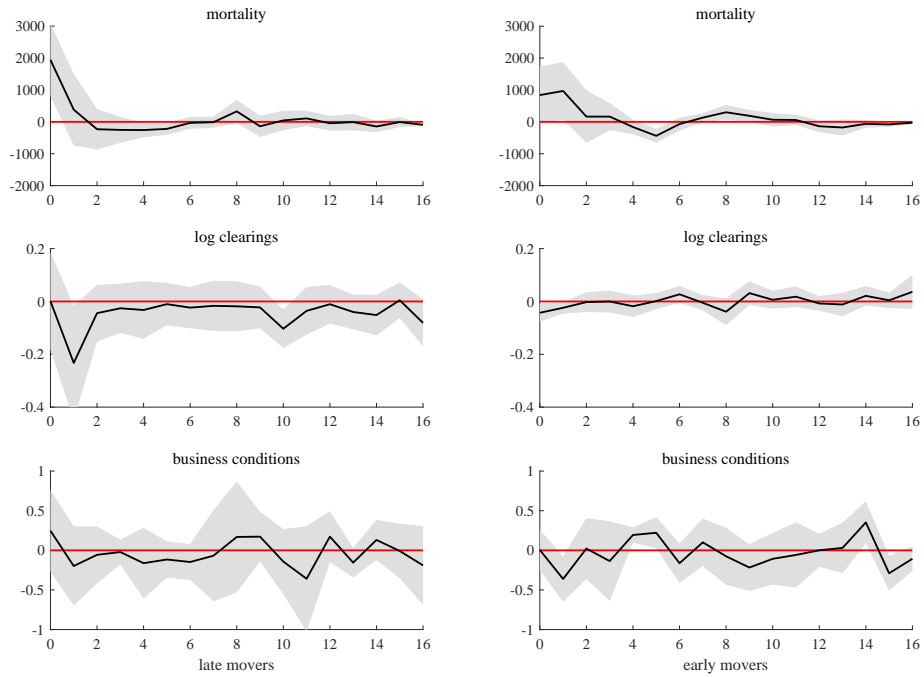 mortality
3000
2000
1000
0
-1000
-2000
0 2 4 6 8 10 12 14 16
mortality
3000
2000
1000
0
-1000
-2000
0 2 4 6 8 10 12 14 16
log clearings
0.2
0
-0.2
-0.4
0 2 4 6 8 10 12 14 16
log clearings
0.2
0
-0.2
-0.4
0 2 4 6 8 10 12 14 16
business conditions
1
0.5
0
-0.5
-1
0 2 4 6 8 10 12 14 16
late movers
business conditions
1
0.5
0
-0.5
-1
0 2 4 6 8 10 12 14 16
early movers